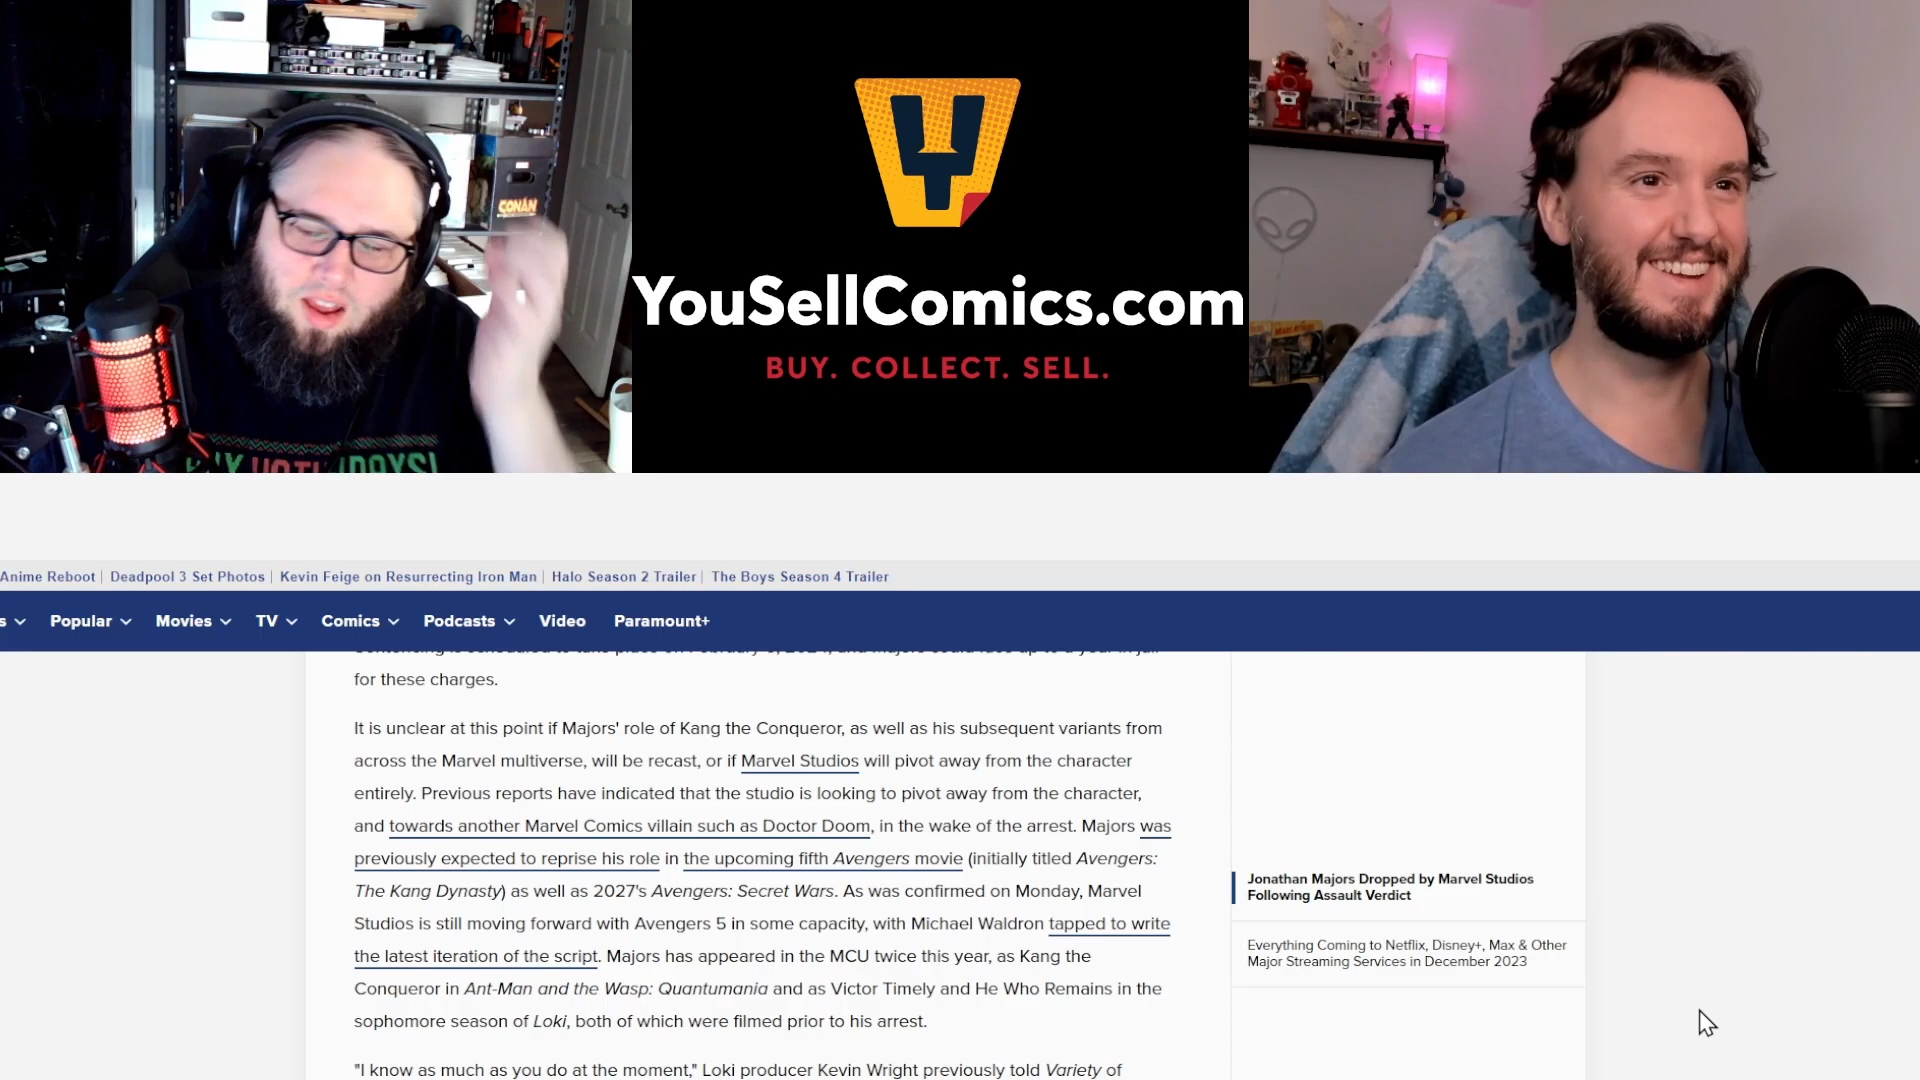 CONAN
YouSellComics.com
BUY. COLLECT. SELL.
Anime Reboot | Deadpool 3 Set Photos | Kevin Feige on Resurrecting Iron Man | Halo Season 2 Trailer | The Boys Season 4 Trailer
s Popular Movies TV Comics Podcasts Video Paramount+
for these charges.
It is unclear at this point if Majors' role of Kang the Conqueror, as well as his subsequent variants from
across the Marvel multiverse, will be recast, or if Marvel Studios will pivot away from the character
entirely. Previous reports have indicated that the studio is looking to pivot away from the character,
and towards another Marvel Comics villain such as Doctor Doom, in the wake of the arrest. Majors was
previously expected to reprise his role in the upcoming fifth Avengers movie (initially titled Avengers:
The Kang Dynasty) as well as 2027's Avengers: Secret Wars. As was confirmed on Monday, Marvel
Studios is still moving forward with Avengers 5 in some capacity, with Michael Waldron tapped to write
the latest iteration of the script. Majors has appeared in the MCU twice this year, as Kang the
Conqueror in Ant-Man and the Wasp: Quantumania and as Victor Timely and He Who Remains in the
sophomore season of Loki, both of which were filmed prior to his arrest.
"I know as much as you do at the moment," Loki producer Kevin Wright previously told Variety of
Jonathan Majors Dropped by Marvel Studios
Following Assault Verdict
Everything Coming to Netflix, Disney+, Max & Other
Major Streaming Services in December 2023